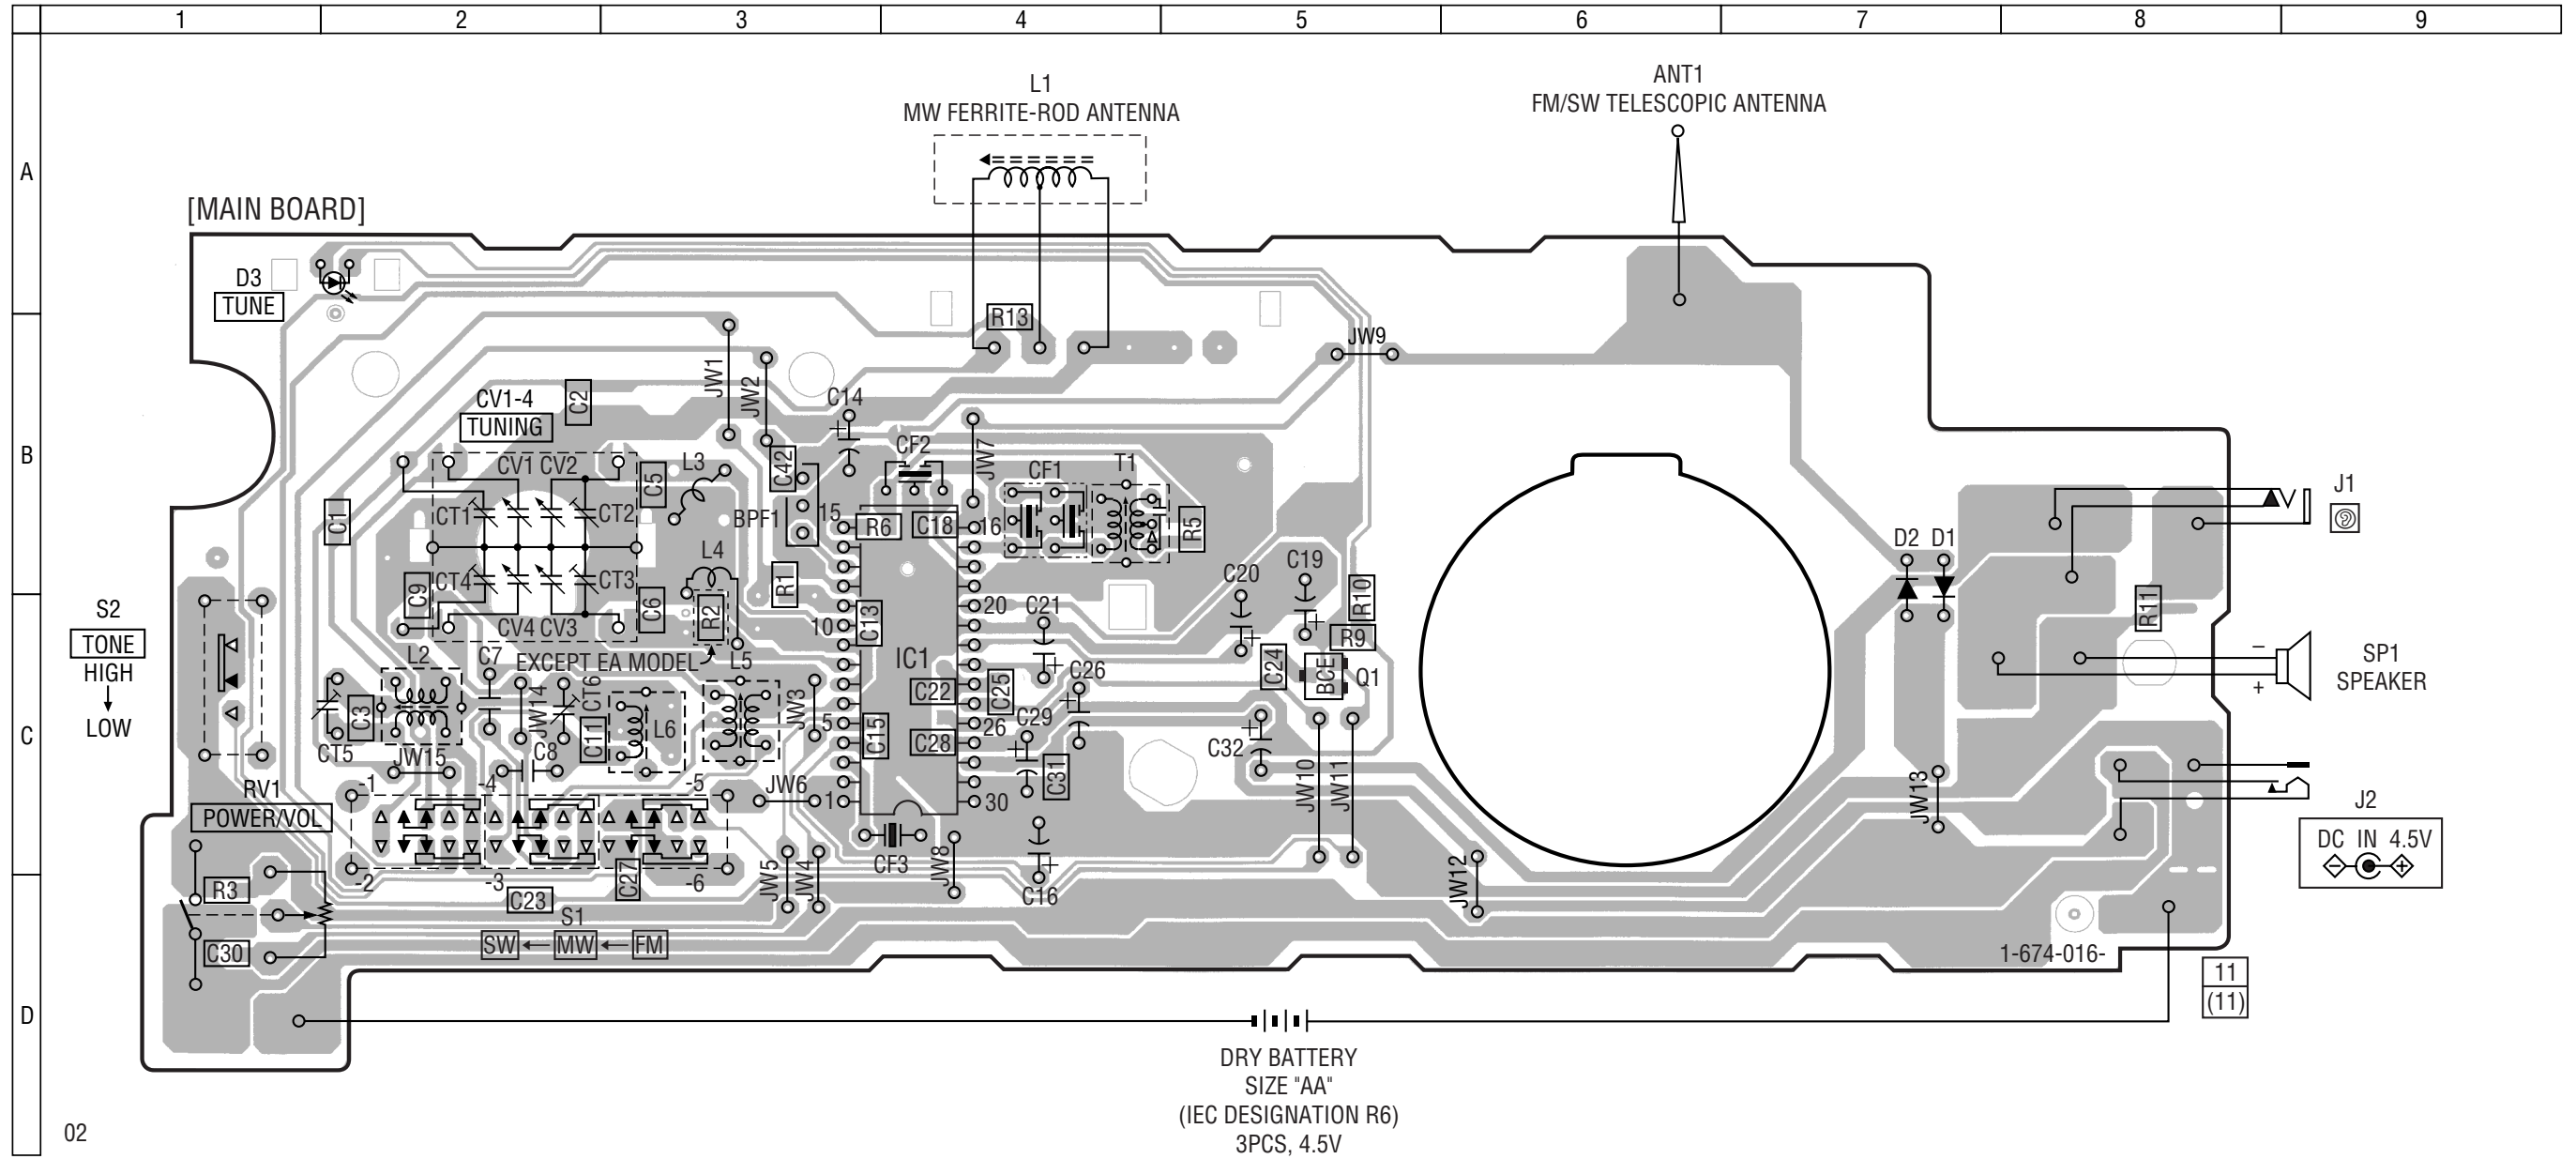 1 2 3 4 5 6 7 8 9
A
B
C
D
L1
MW FERRITE-ROD ANTENNA
ANT1
FM/SW TELESCOPIC ANTENNA
[MAIN BOARD]
D3
TUNE
R13
JW9
JW1
JW2
C14
C2
CV1-4
TUNING
CF2
JW7
CF1
T1
C42
L3
C5
CV1 CV2
CT1
CT2
BPF1
15
R6
C18
16
R5
C1
J1
D2 D1
L4
C19
C20
R10
CT4
CT3
C9
C6
R2
R1
CV4 CV3
10
C13
20
C21
R9
R11
S2
TONE
HIGH
LOW
EXCEPT EA MODEL
L2
C7
L5
IC1
C26
C24
BCE
Q1
SP1
SPEAKER
−
+
JW14
CT6
C3
C11
L6
JW3
C22
C25
5
C15
26
C29
C28
C32
CT5
JW15
C8
C31
JW10
JW11
JW13
RV1
POWER/VOL
-1
-4
-5
JW6
1
30
J2
DC IN 4.5V
CF3
JW8
JW5
JW4
JW12
-2
-3
-6
C27
C23
R3
C16
S1
SW MW FM
C30
1-674-016-
11
(11)
DRY BATTERY
SIZE "AA"
(IEC DESIGNATION R6)
3PCS, 4.5V
02